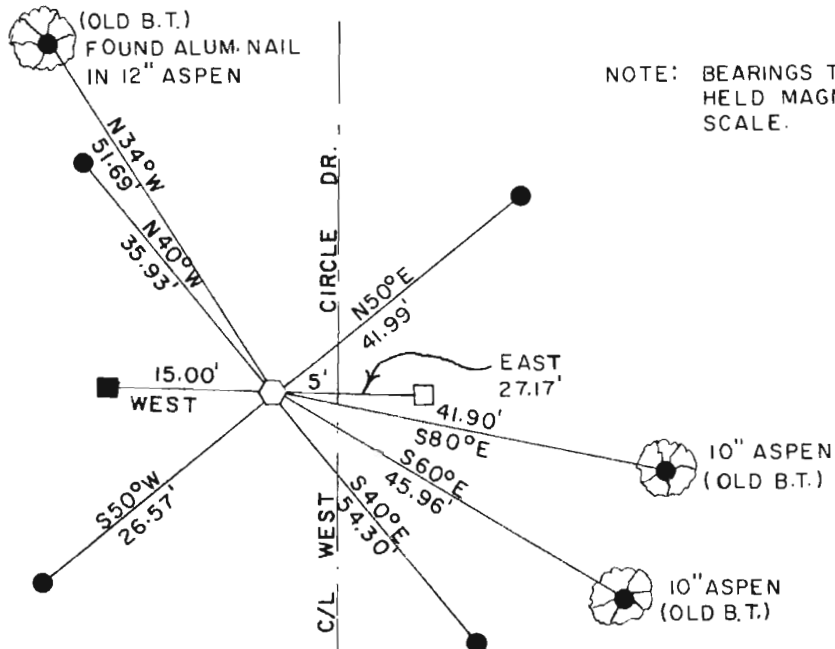 (OLD B.T.)
FOUND ALUM. NAIL
IN 12" ASPEN
NOTE: BEARINGS
HELD
SCALE.
N34°W
51.69'
N40°W
35.93'
CIRCLE DR.
N50°E
41.99'
15.00'
WEST
5'
EAST
27.17'
41.90'
S80°E
10" ASPEN
(OLD B.T.)
S60°E
45.96'
S50°W
26.57'
S40°E
54.30'
C/L WEST
10" ASPEN
(OLD B.T.)